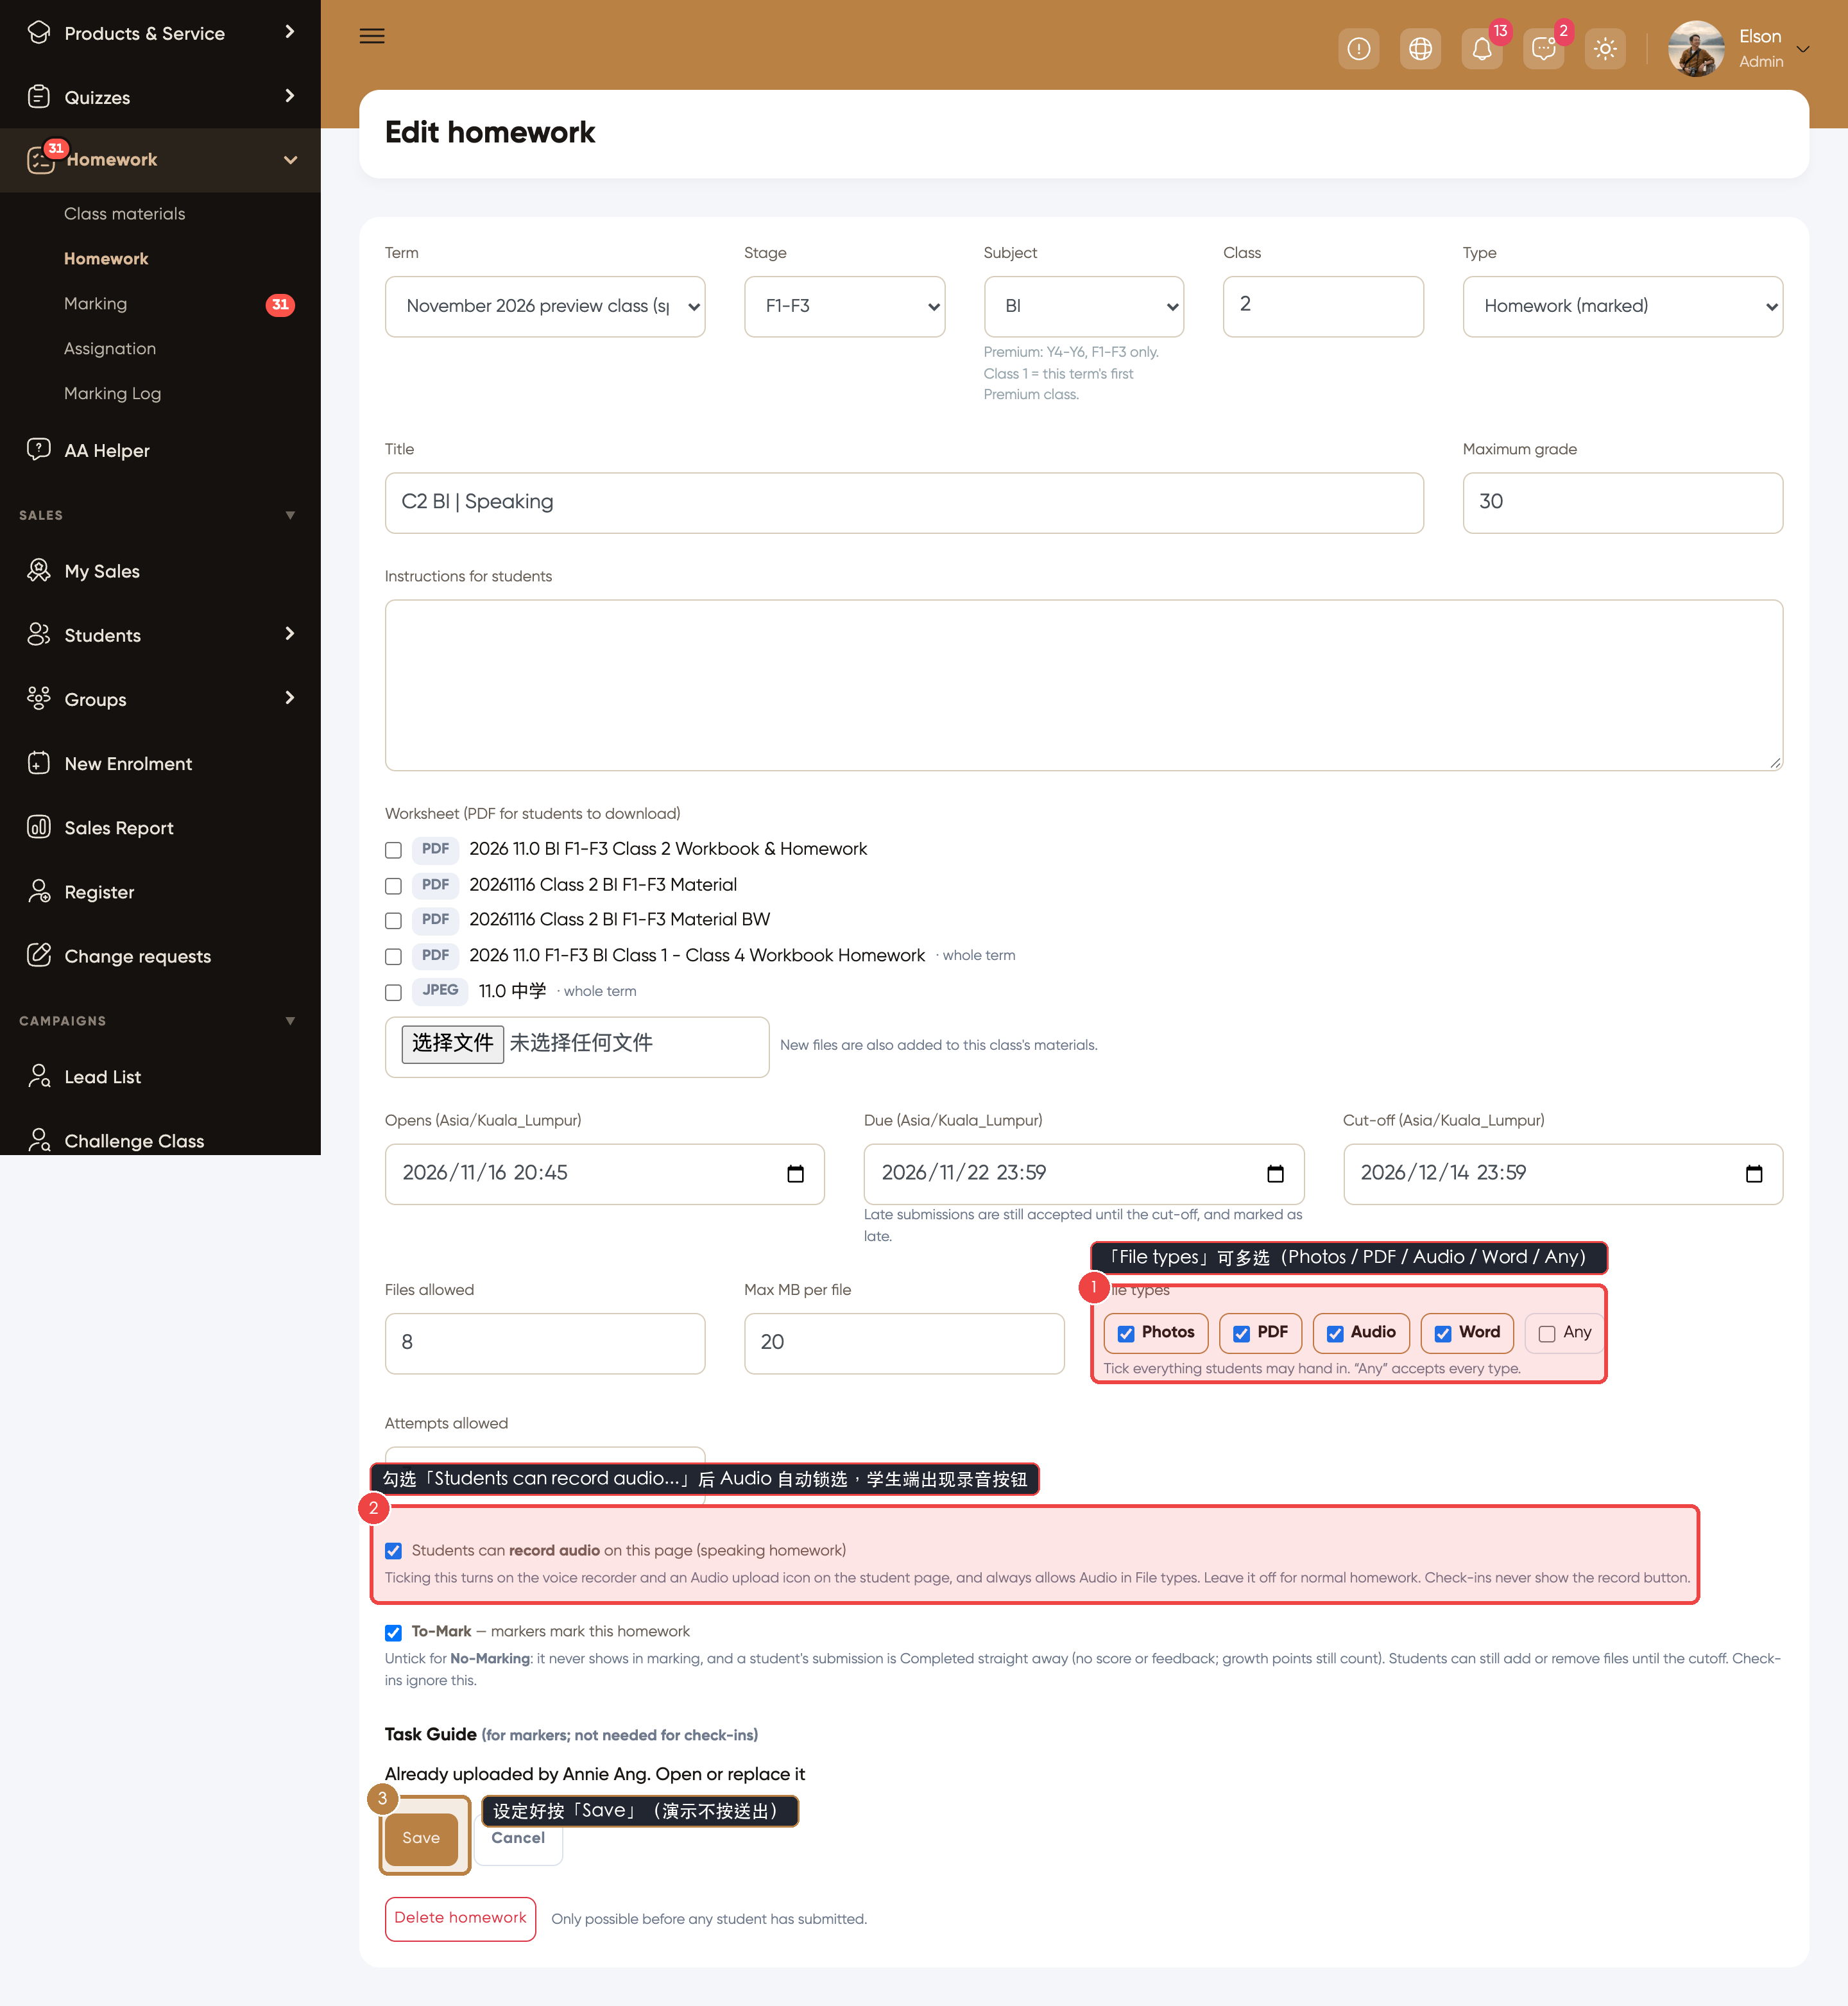 Products & Service
Quizzes
31
Homework
Class materials
Homework
Marking
31
Assignation
Marking Log
AA Helper
SALES
My Sales
Students
Groups
New Enrolment
Sales Report
Register
Change requests
CAMPAIGNS
Lead List
Challenge Class
13
2
Elson
Admin
Edit homework
Term
Stage
Subject
Class
Type
November 2026 preview class (s
F1-F3
BI
2
Homework (marked)
Premium: Y4-Y6, F1-F3 only.
Class 1 = this term's first
Premium class.
Title
Maximum grade
C2 BI | Speaking
30
Instructions for students
Worksheet (PDF for students to download)
PDF 2026 11.0 BI F1-F3 Class 2 Workbook & Homework
PDF 20261116 Class 2 BI F1-F3 Material
PDF 20261116 Class 2 BI F1-F3 Material BW
PDF 2026 11.0 F1-F3 BI Class 1 - Class 4 Workbook Homework · whole term
JPEG 11.0 中学 · whole term
选择文件 未选择任何文件
New files are also added to this class's materials.
Opens (Asia/Kuala_Lumpur)
Due (Asia/Kuala_Lumpur)
Cut-off (Asia/Kuala_Lumpur)
2026/11/16 20:45
2026/11/22 23:59
2026/12/14 23:59
Late submissions are still accepted until the cut-off, and marked as
late.
「File types」可多选（Photos / PDF / Audio / Word / Any）
Files allowed
Max MB per file
1
ile types
8
20
Photos
PDF
Audio
Word
Any
Tick everything students may hand in. “Any” accepts every type.
Attempts allowed
勾选「Students can record audio...」后 Audio 自动锁选，学生端出现录音按钮
2
Students can record audio on this page (speaking homework)
Ticking this turns on the voice recorder and an Audio upload icon on the student page, and always allows Audio in File types. Leave it off for normal homework. Check-ins never show the record button.
To-Mark — markers mark this homework
Untick for No-Marking: it never shows in marking, and a student's submission is Completed straight away (no score or feedback; growth points still count). Students can still add or remove files until the cutoff. Check-
ins ignore this.
Task Guide (for markers; not needed for check-ins)
Already uploaded by Annie Ang. Open or replace it
3
设定好按「Save」（演示不按送出）
Save
Cancel
Delete homework
Only possible before any student has submitted.